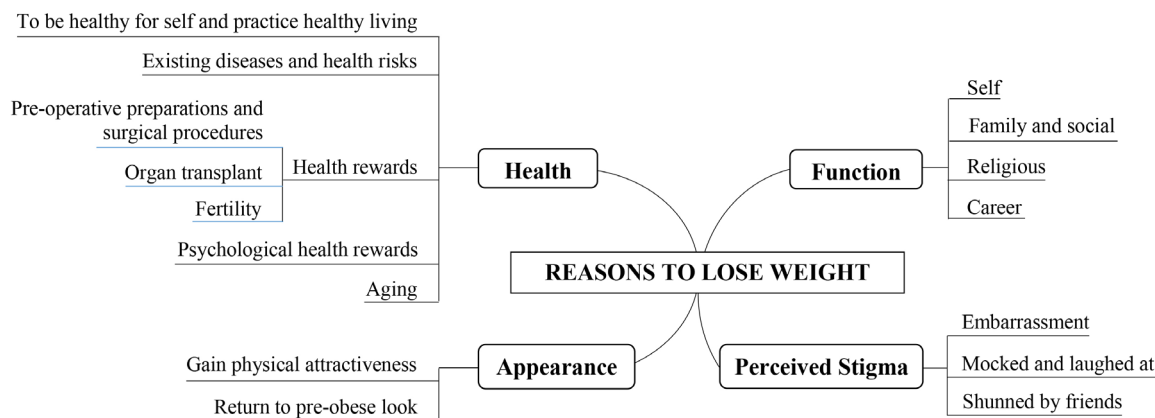 To be healthy for self and practice healthy living
Existing diseases and health risks
Pre-operative preparations and
surgical procedures
Organ transplant
Fertility
Health rewards
Psychological health rewards
Aging
Health
Function
Self
Family and social
Religious
Career
REASONS TO LOSE WEIGHT
Gain physical attractiveness
Return to pre-obese look
Appearance
Perceived Stigma
Embarrassment
Mocked and laughed at
Shunned by friends